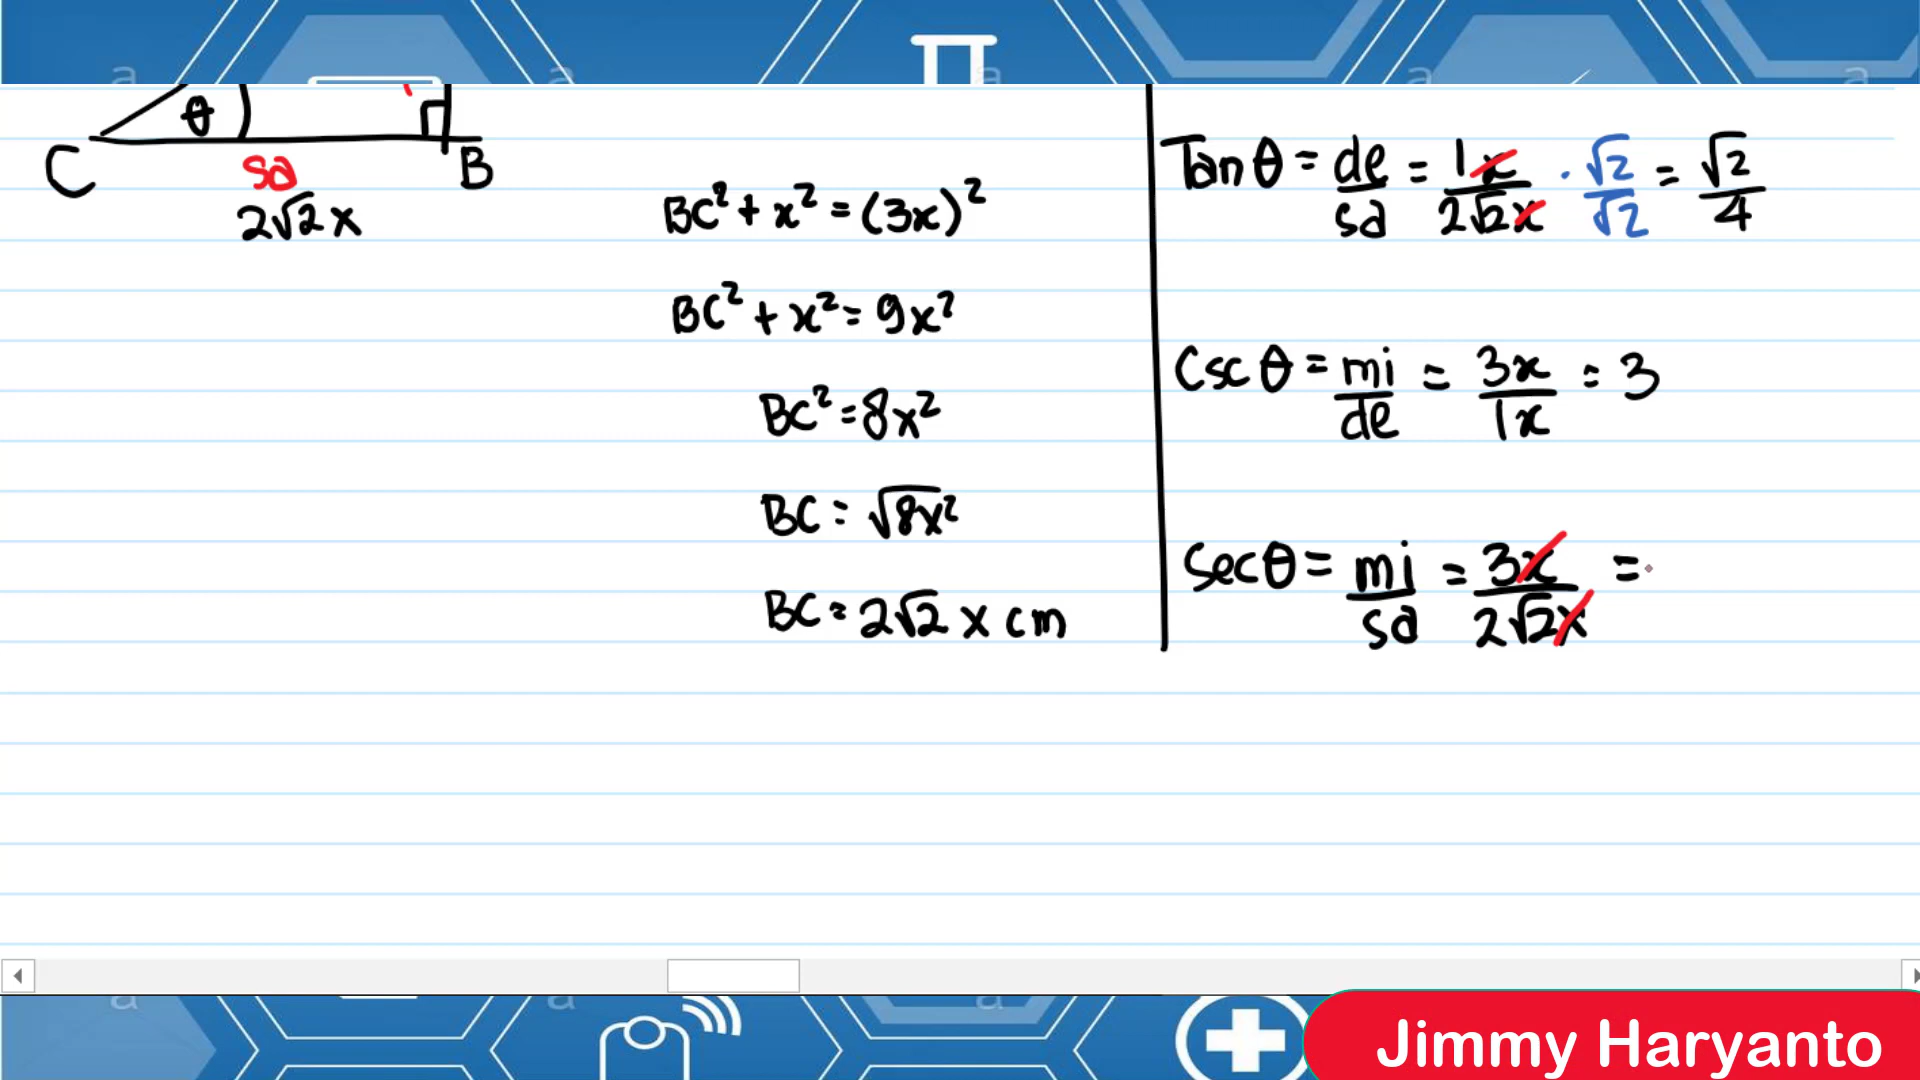 θ
C
sa
B
2√2 x
BC² + x² = (3x)²
BC² + x² = 9x²
BC² = 8x²
BC = √8x²
BC = 2√2 x cm
Tan θ = de/sa = 1x/2√2x · √2/√2 = √2/4
Csc θ = mi/de = 3x/1x = 3
Sec θ = mi/sa = 3x/2√2x =
Jimmy Haryanto